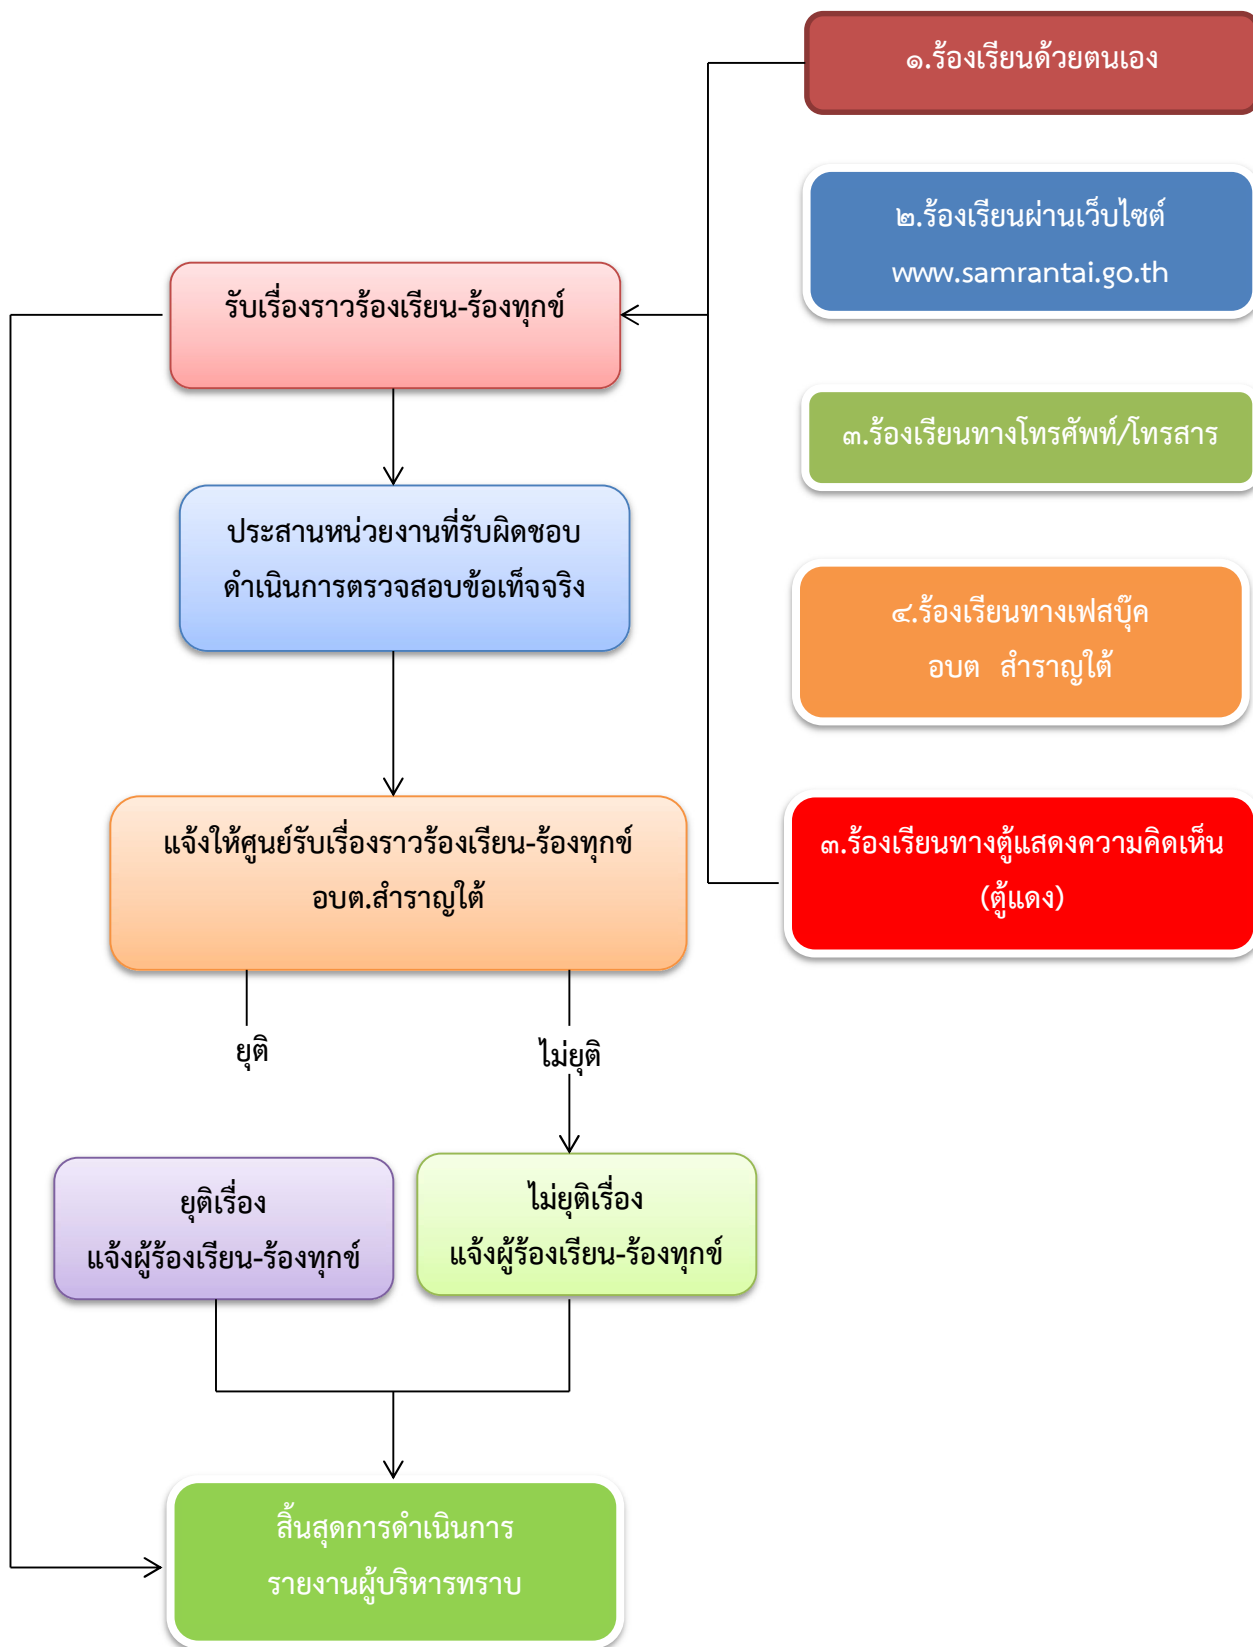 ๑.ร้องเรียนด้วยตนเอง
๒.ร้องเรียนผ่านเว็บไซต์
www.samrantai.go.th
รับเรื่องราวร้องเรียน-ร้องทุกข์
๓.ร้องเรียนทางโทรศัพท์/โทรสาร
ประสานหน่วยงานที่รับผิดชอบ
ดำเนินการตรวจสอบข้อเท็จจริง
๔.ร้องเรียนทางเฟสบุ๊ค
อบต สำราญใต้
แจ้งให้ศูนย์รับเรื่องราวร้องเรียน-ร้องทุกข์
อบต.สำราญใต้
๓.ร้องเรียนทางตู้แสดงความคิดเห็น
(ตู้แดง)
ยุติ
ไม่ยุติ
ยุติเรื่อง
แจ้งผู้ร้องเรียน-ร้องทุกข์
ไม่ยุติเรื่อง
แจ้งผู้ร้องเรียน-ร้องทุกข์
สิ้นสุดการดำเนินการ
รายงานผู้บริหารทราบ